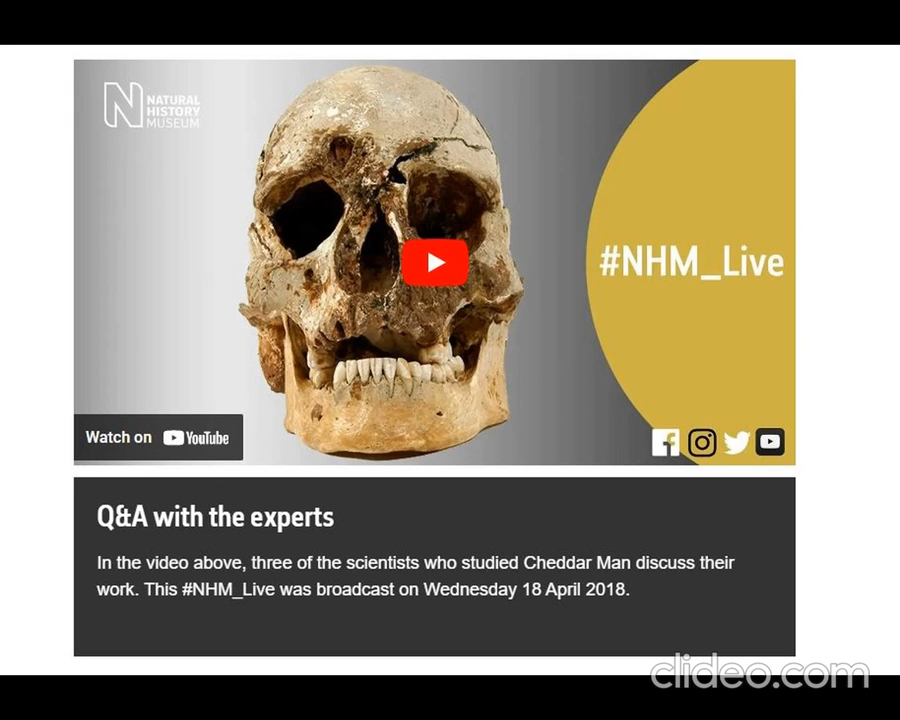 N NATURAL
HISTORY
MUSEUM
#NHM_Live
Watch on YouTube
Q&A with the experts
In the video above, three of the scientists who studied Cheddar Man discuss their
work. This #NHM_Live was broadcast on Wednesday 18 April 2018.
clideo.com